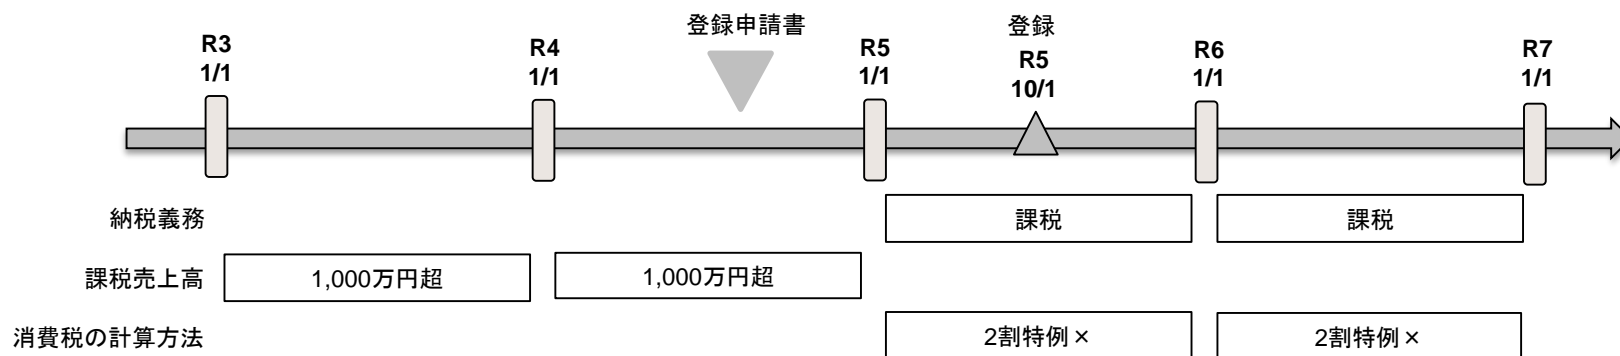 登録申請書
登録
R3
1/1
R4
1/1
R5
1/1
R5
10/1
R6
1/1
R7
1/1
納税義務
課税
課税
課税売上高
1,000万円超
1,000万円超
消費税の計算方法
2割特例×
2割特例×